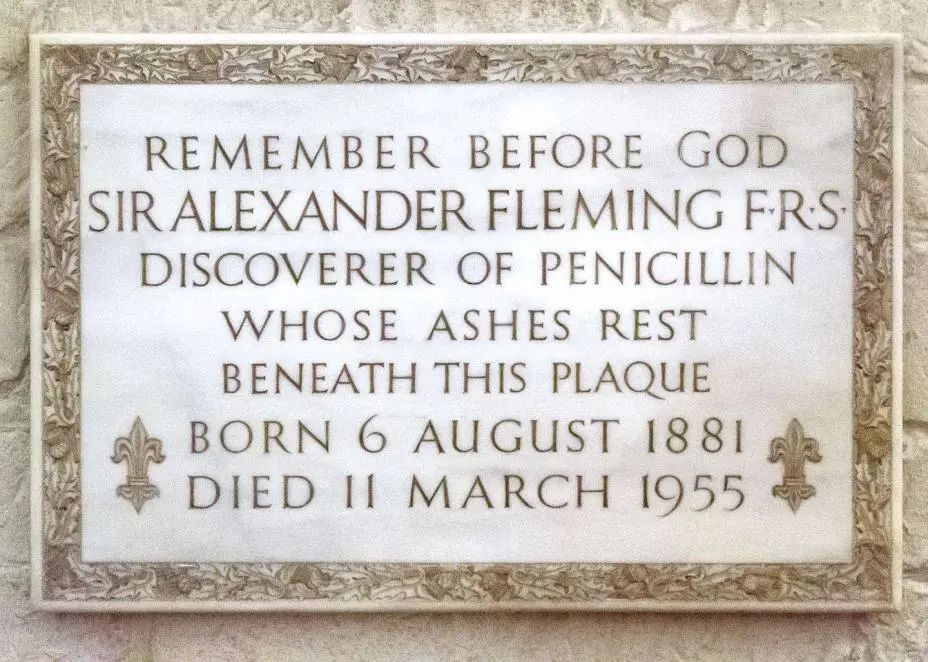 REMEMBER BEFORE GOD
SIR ALEXANDER FLEMING F·R·S·
DISCOVERER OF PENICILLIN
WHOSE ASHES REST
BENEATH THIS PLAQUE
BORN 6 AUGUST 1881
DIED 11 MARCH 1955